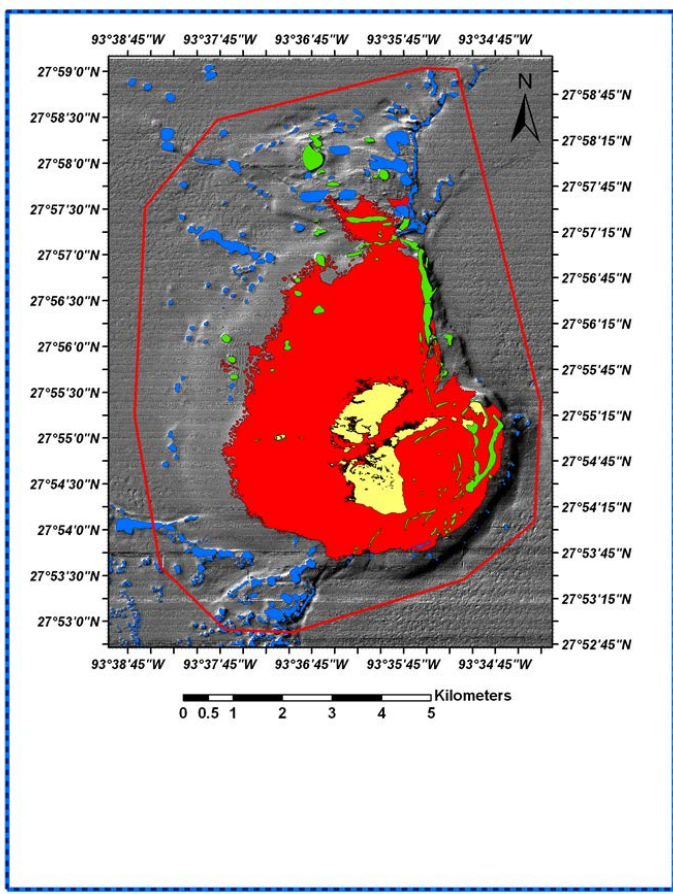 93°38'45"W 93°37'45"W 93°36'45"W 93°35'45"W 93°34'45"W
27°59'0"N
27°58'30"N
27°58'0"N
27°57'30"N
27°57'0"N
27°56'30"N
27°56'0"N
27°55'30"N
27°55'0"N
27°54'30"N
27°54'0"N
27°53'30"N
27°53'0"N
N
27°58'45"N
27°58'15"N
27°57'45"N
27°57'15"N
27°56'45"N
27°56'15"N
27°55'45"N
27°55'15"N
27°54'45"N
27°54'15"N
27°53'45"N
27°53'15"N
27°52'45"N
93°38'45"W 93°37'45"W 93°36'45"W 93°35'45"W 93°34'45"W
Kilometers
0 0.5 1 2 3 4 5